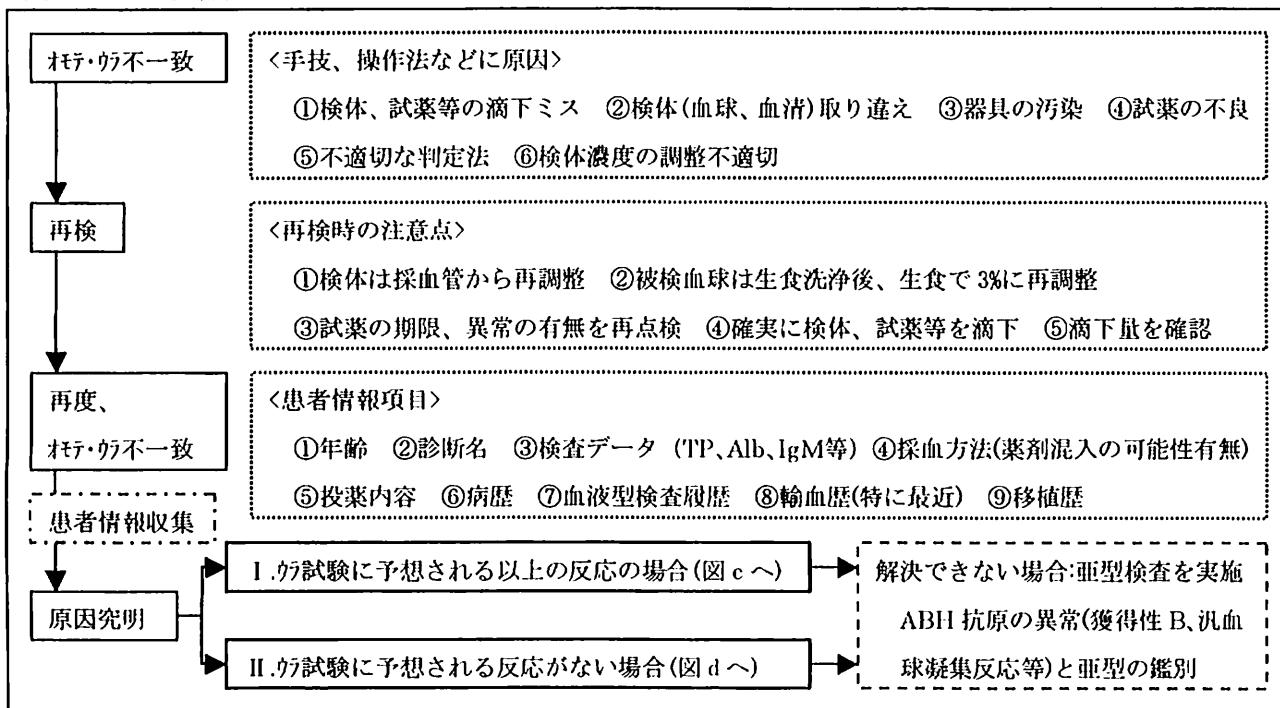 ｵﾓﾃ･ｳﾗ不一致
<手技、操作法などに原因>
①検体、試薬等の滴下ミス ②検体(血球、血清)取り違え ③器具の汚染 ④試薬の不良
⑤不適切な判定法 ⑥検体濃度の調整不適切
再検
<再検時の注意点>
①検体は採血管から再調整 ②被検血球は生食洗浄後、生食で 3%に再調整
③試薬の期限、異常の有無を再点検 ④確実に検体、試薬等を滴下 ⑤滴下量を確認
再度、
ｵﾓﾃ･ｳﾗ不一致
<患者情報項目>
①年齢 ②診断名 ③検査データ (TP、Alb、IgM等) ④採血方法(薬剤混入の可能性有無)
⑤投薬内容 ⑥病歴 ⑦血液型検査履歴 ⑧輸血歴(特に最近) ⑨移植歴
患者情報収集
原因究明
Ⅰ.ｳﾗ試験に予想される以上の反応の場合(図 c へ)
Ⅱ.ｳﾗ試験に予想される反応がない場合(図 d へ)
解決できない場合:亜型検査を実施
ABH 抗原の異常(獲得性 B、汎血
球凝集反応等)と亜型の鑑別